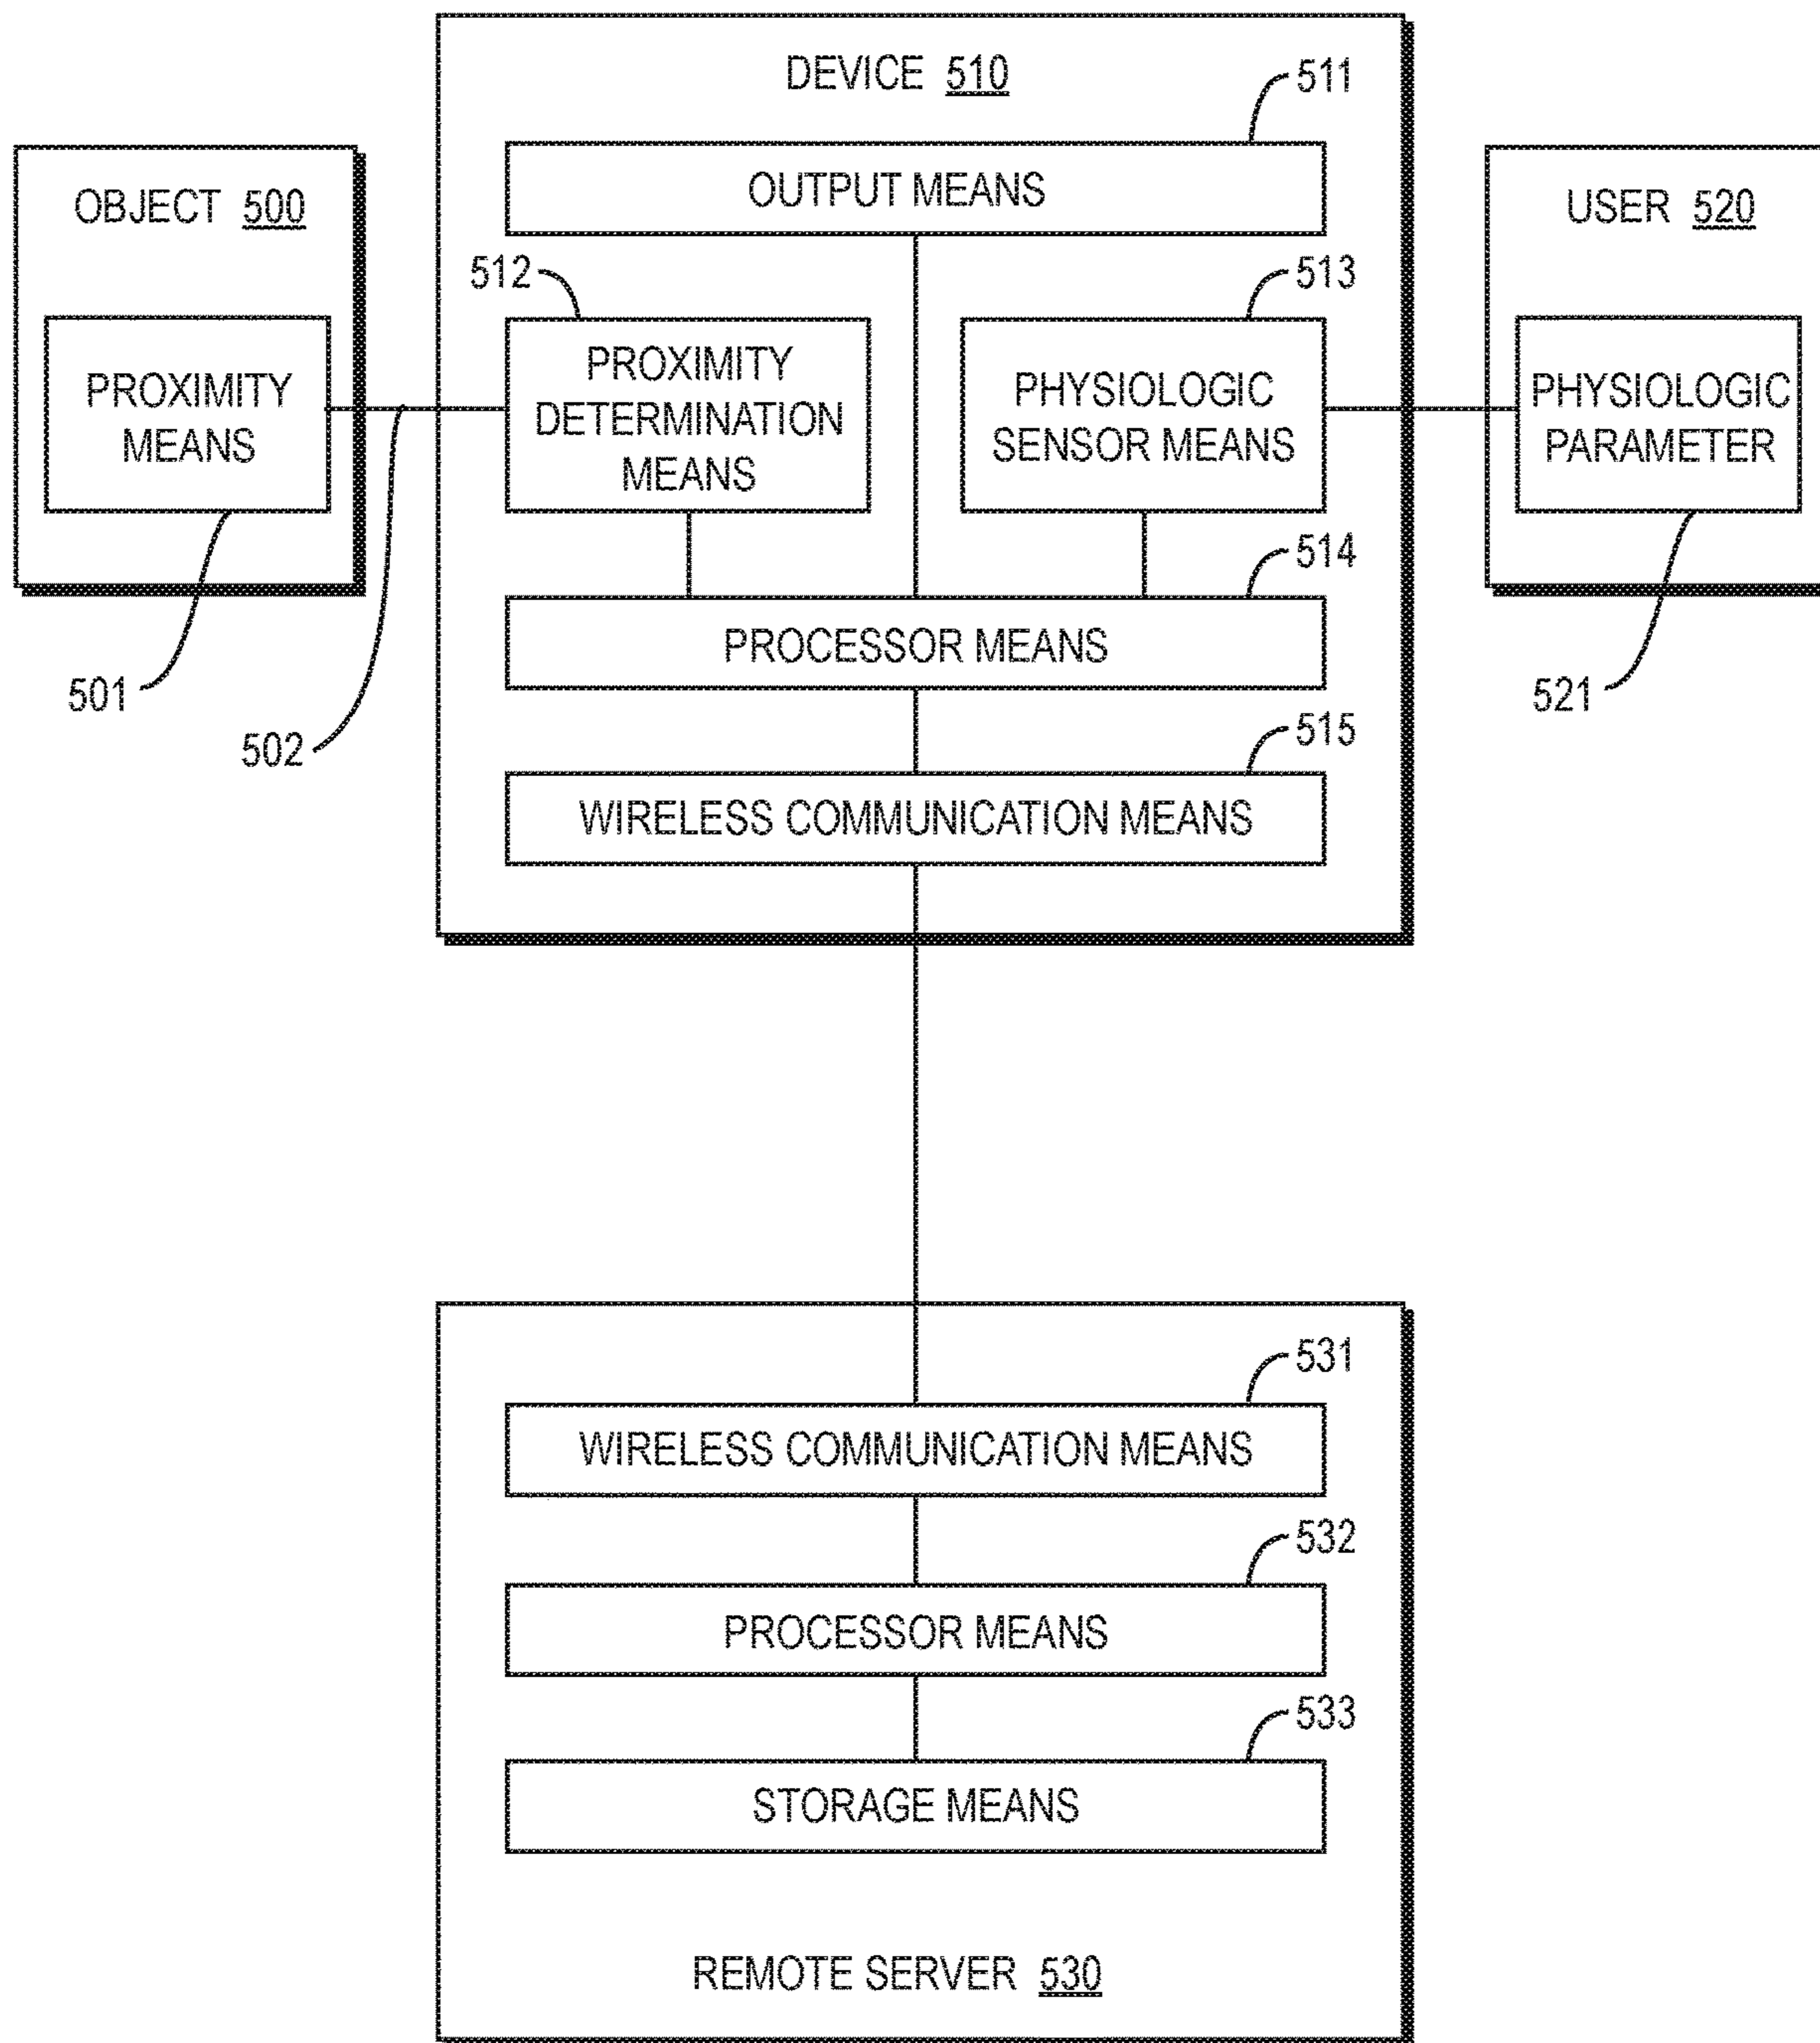 DEVICE 510
511
OUTPUT MEANS
OBJECT 500
USER 520
512
513
PROXIMITY
MEANS
PROXIMITY
DETERMINATION
MEANS
PHYSIOLOGIC
SENSOR MEANS
PHYSIOLOGIC
PARAMETER
514
PROCESSOR MEANS
501
502
521
515
WIRELESS COMMUNICATION MEANS
531
WIRELESS COMMUNICATION MEANS
532
PROCESSOR MEANS
533
STORAGE MEANS
REMOTE SERVER 530